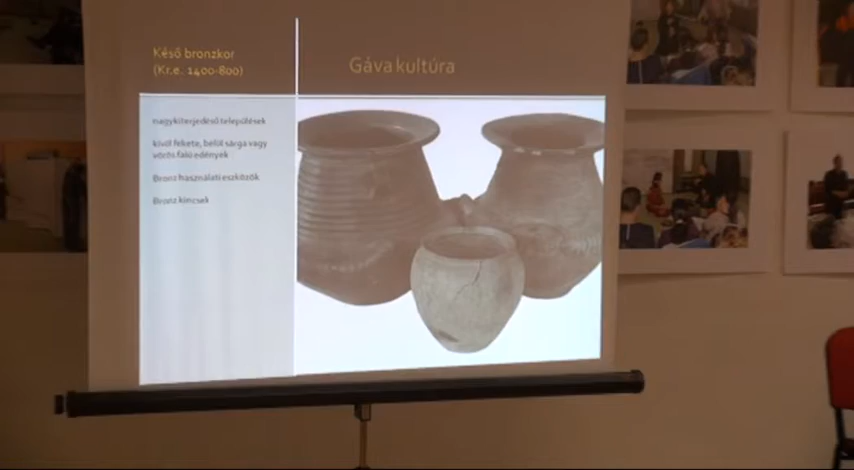 Késő bronzkor
(Kr.e. 1400-800)
Gáva kultúra
nagykiterjedésű települések
kívül fekete, bélül sárga vagy
vörös falú edények
Bronz használati eszközök
Bronz kincsek